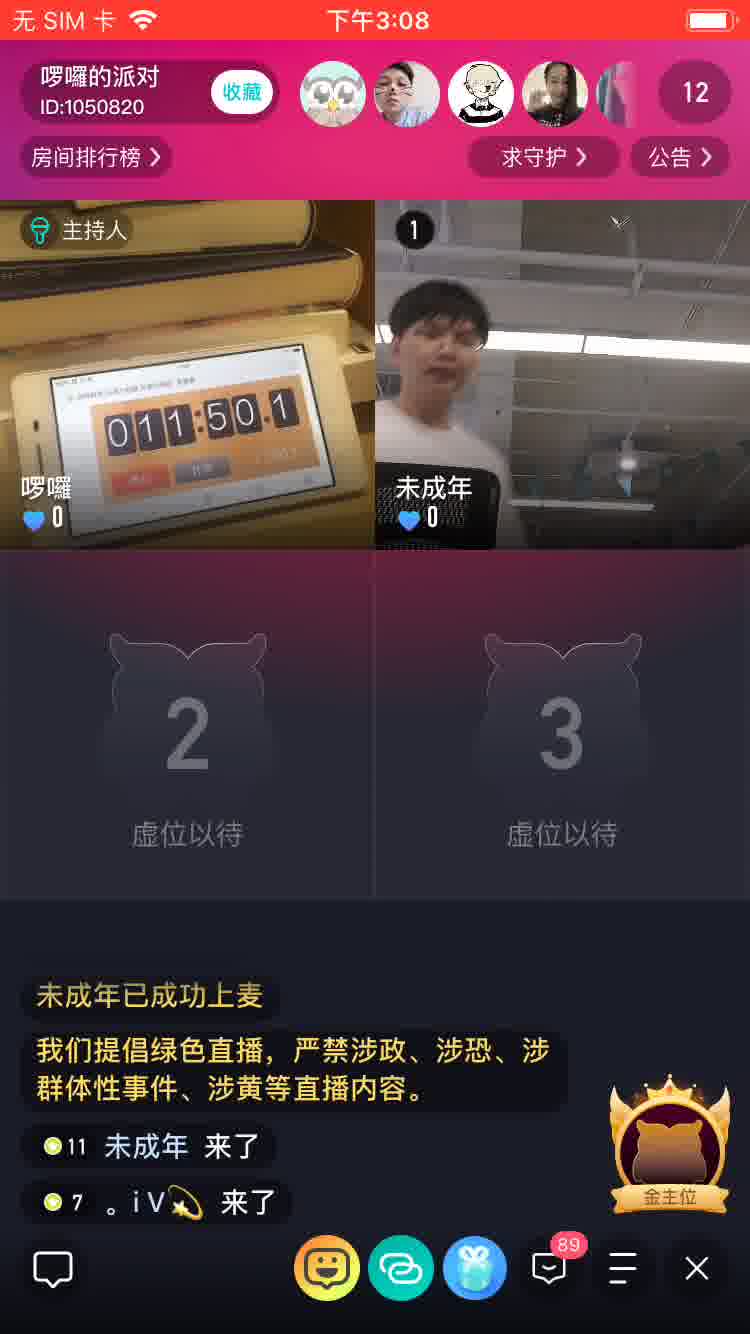 无 SIM 卡
下午3:08
啰囉的派对
ID:1050820
收藏
12
房间排行榜
求守护
公告
主持人
1
011:50.1
啰囉
0
未成年
0
2
虚位以待
3
虚位以待
未成年已成功上麦
我们提倡绿色直播，严禁涉政、涉恐、涉
群体性事件、涉黄等直播内容。
11 未成年 来了
7 。i V💫 来了
金主位
89